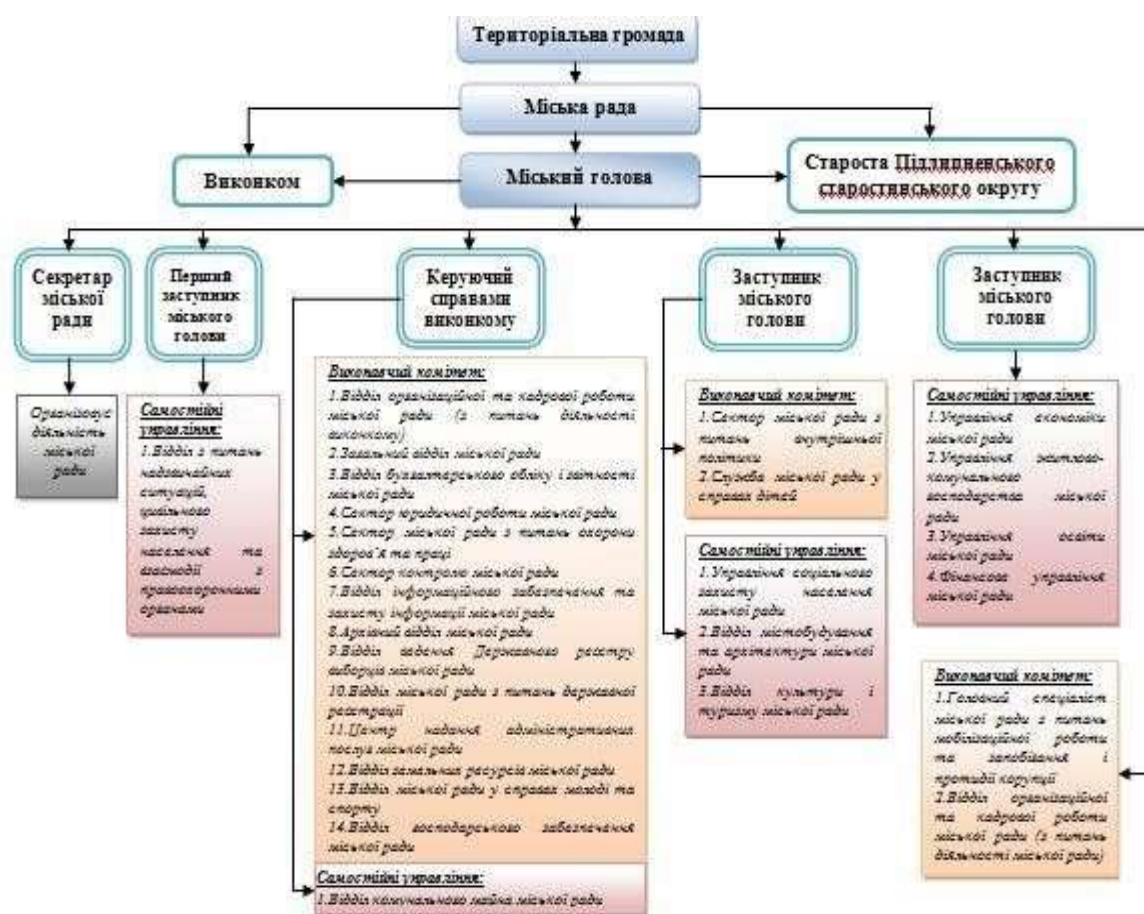 Територіальна громада
Міська рада
Виконком
Міський голова
Староста Підлипненського
старостинського округу
Секретар
міської
ради
Перший
заступник
міського
голови
Керуючий
справами
виконкому
Заступник
міського
голови
Заступник
міського
голови
Організовує
діяльність
міської
ради
Самостійні
управління:
1.Відділ з питань
надзвичайних
ситуацій,
цивільного
захисту
населення та
взаємодії з
правоохоронними
органами
Виконавчий комітет:
1.Відділ організаційної та кадрової роботи
міської ради (з питань діяльності
виконкому)
2.Загальний відділ міської ради
3.Відділ бухгалтерського обліку і звітності
міської ради
4.Сектор юридичної роботи міської ради
5.Сектор міської ради з питань охорони
здоров'я та праці
6.Сектор контролю міської ради
7.Відділ інформаційного забезпечення та
захисту інформації міської ради
8.Архівний відділ міської ради
9.Відділ ведення Державного реєстру
виборців міської ради
10.Відділ міської ради з питань державної
реєстрації
11.Центр надання адміністративних
послуг міської ради
12.Відділ земельних ресурсів міської ради
13.Відділ міської ради у справах молоді та
спорту
14.Відділ господарського забезпечення
міської ради
Самостійні управління:
1.Відділ комунального майна міської ради
Виконавчий комітет:
1.Сектор міської ради з
питань внутрішньої
політики
2.Служба міської ради у
справах дітей
Самостійні управління:
1.Управління соціального
захисту населення
міської ради
2.Відділ містобудування
та архітектури міської
ради
3.Відділ культури і
туризму міської ради
Самостійні управління:
1.Управління економіки
міської ради
2.Управління житлово-
комунального
господарства міської
ради
3.Управління освіти
міської ради
4.Фінансове управління
міської ради
Виконавчий комітет:
1.Головний спеціаліст
міської ради з питань
мобілізаційної роботи
та запобігання і
протидії корупції
2.Відділ організаційної
та кадрової роботи
міської ради (з питань
діяльності міської ради)